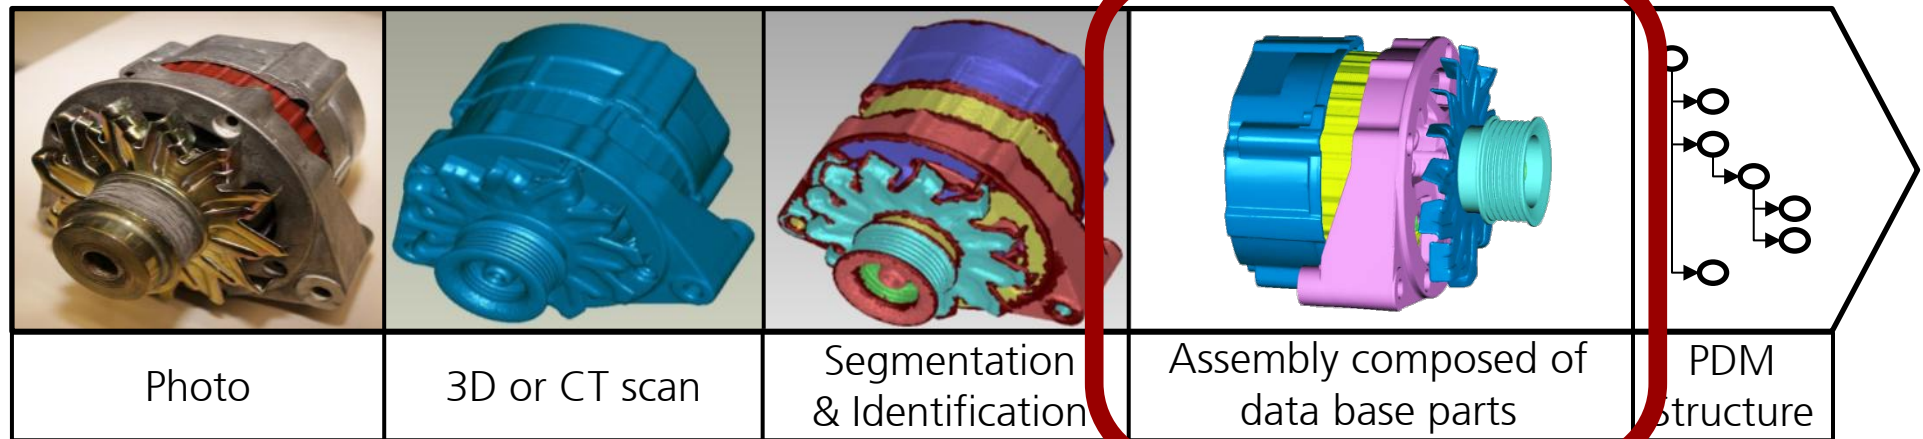 Photo
3D or CT scan
Segmentation
& Identification
Assembly composed of
data base parts
PDM
Structure